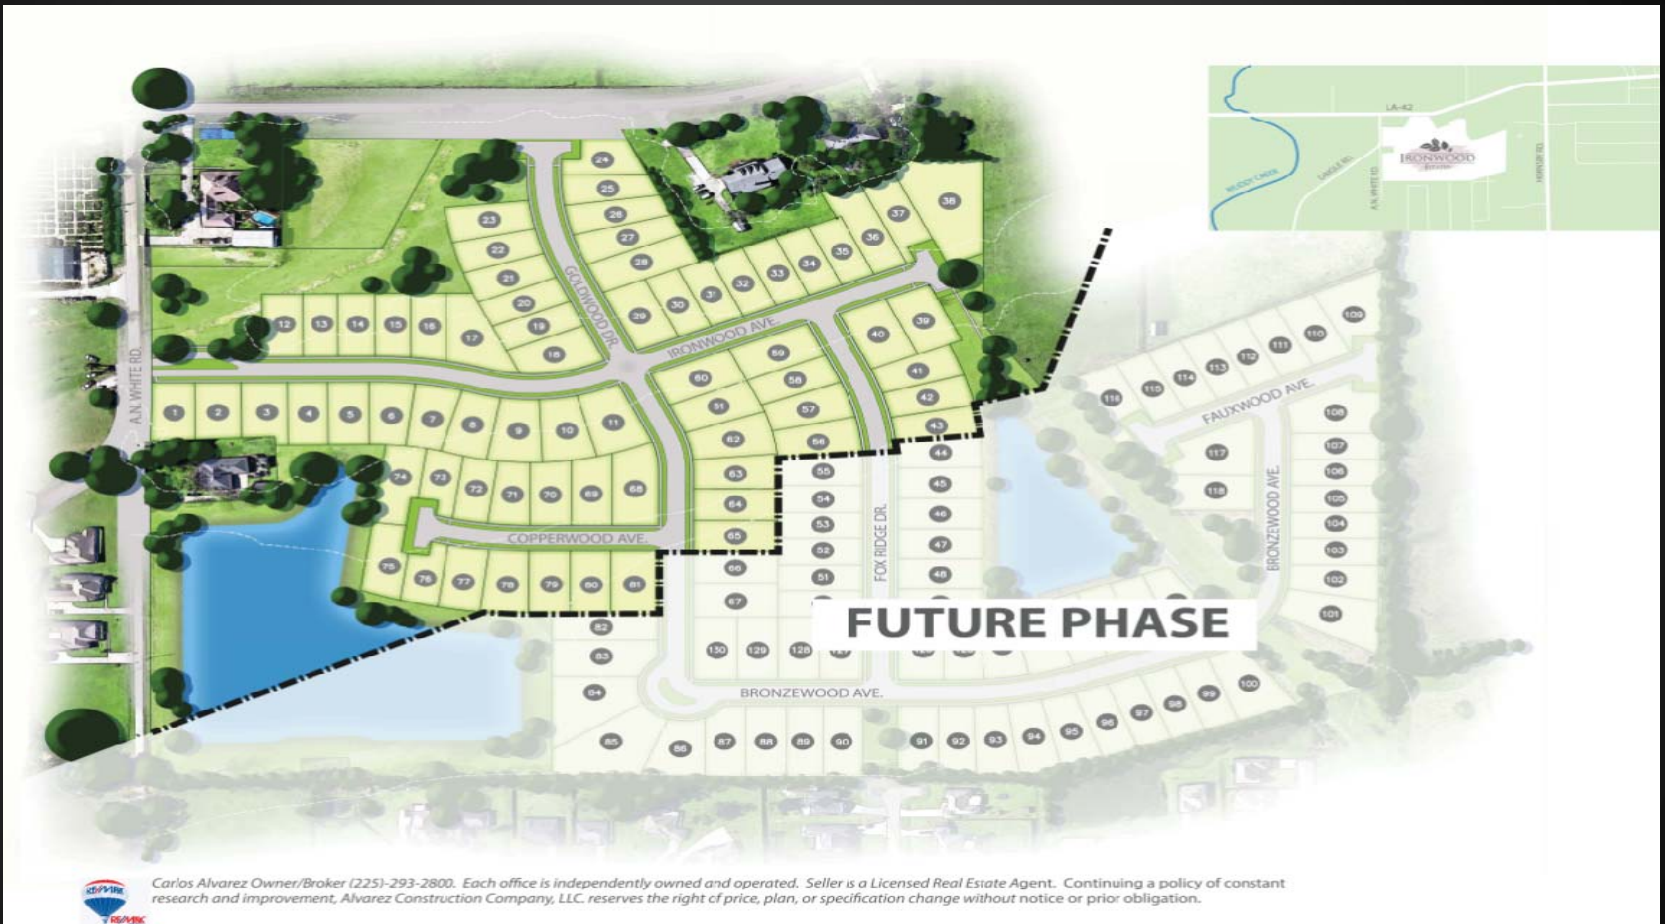 LA-42
IRONWOOD
MUDDY CREEK
A.N. WHITE RD.
24
25
26
27
28
23
22
21
20
19
18
GOLDWOOD DR.
38
37
36
35
34
33
32
31
30
29
12 13 14 15 16 17
IRONWOOD AVE.
40 39
41
42
43
A.N. WHITE RD.
1 2 3 4 5 6 7 8 9 10 11
60 59
61 58
62 57
63 56
64
65
74 73 72 71 70 69 68
COPPERWOOD AVE.
75 76 77 78 79 80 81
55
54
53
52
51
FOX RIDGE DR.
44
45
46
47
48
66
67
109
110
111
112
113
114
115
116
FAUXWOOD AVE.
117
118
BRONZEWOOD AVE.
108
107
106
105
104
103
102
101
FUTURE PHASE
82
83
84
130 129 128
BRONZEWOOD AVE.
85 86 87 88 89 90 91 92 93 94 95 96 97 98 99 100
RE/MAX
RE/MAX
Carlos Alvarez Owner/Broker (225)-293-2800. Each office is independently owned and operated. Seller is a Licensed Real Estate Agent. Continuing a policy of constant
research and improvement, Alvarez Construction Company, LLC. reserves the right of price, plan, or specification change without notice or prior obligation.